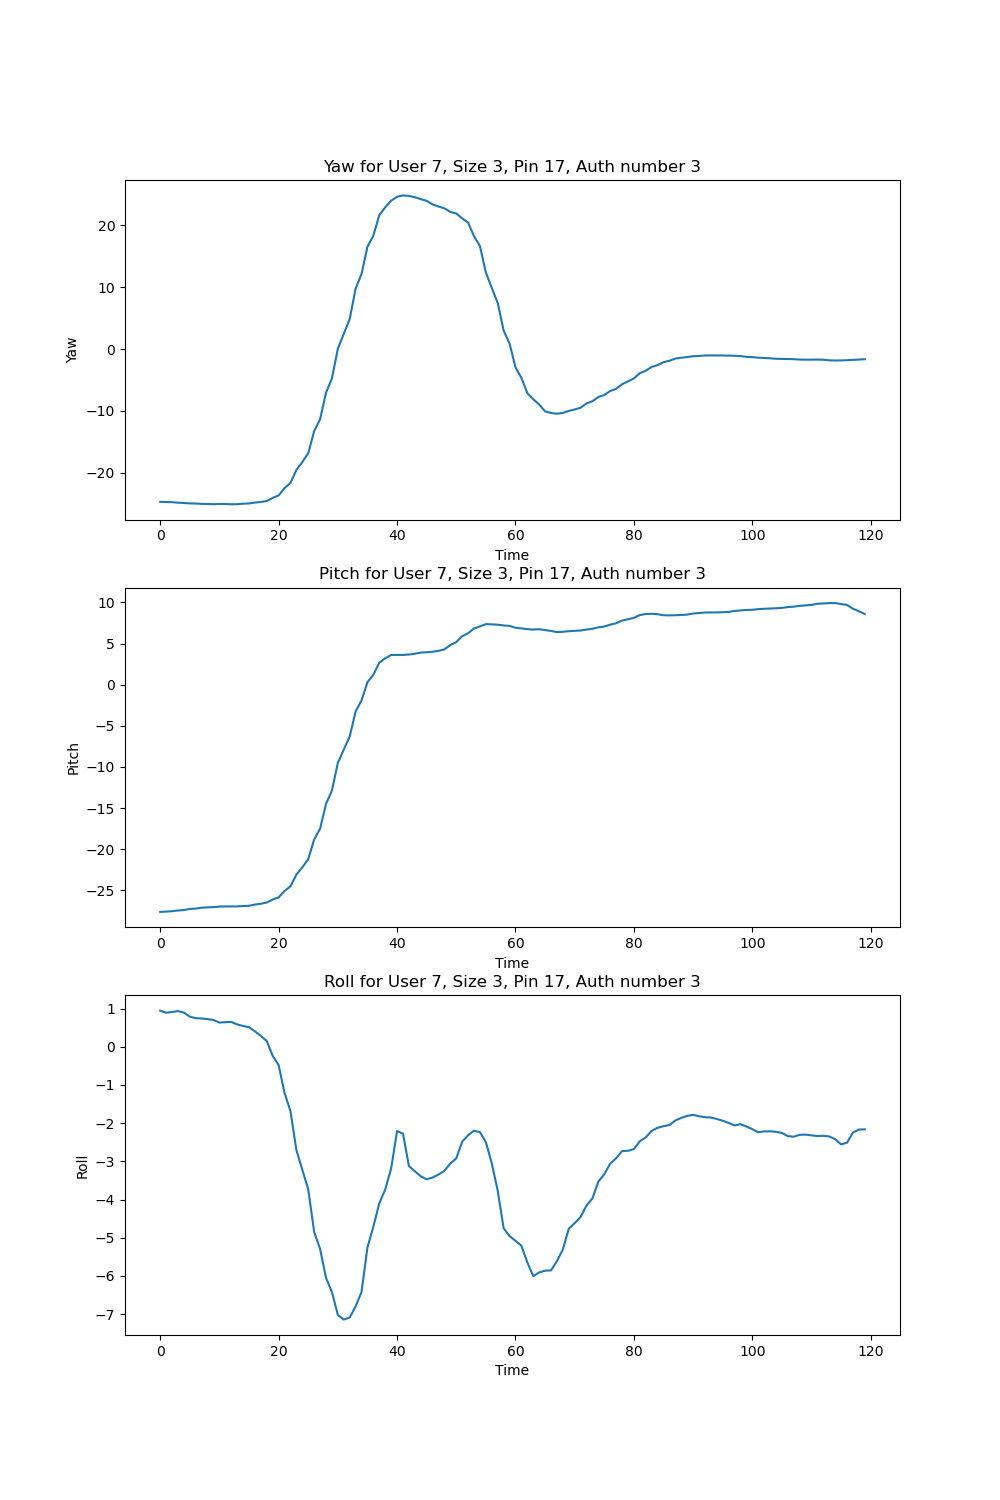 Yaw for User 7, Size 3, Pin 17, Auth number 3
20
10
0
−10
−20
Yaw
0 20 40 60 80 100 120
Time
Pitch for User 7, Size 3, Pin 17, Auth number 3
10
5
0
−5
−10
−15
−20
−25
Pitch
0 20 40 60 80 100 120
Time
Roll for User 7, Size 3, Pin 17, Auth number 3
1
0
−1
−2
−3
−4
−5
−6
−7
Roll
0 20 40 60 80 100 120
Time